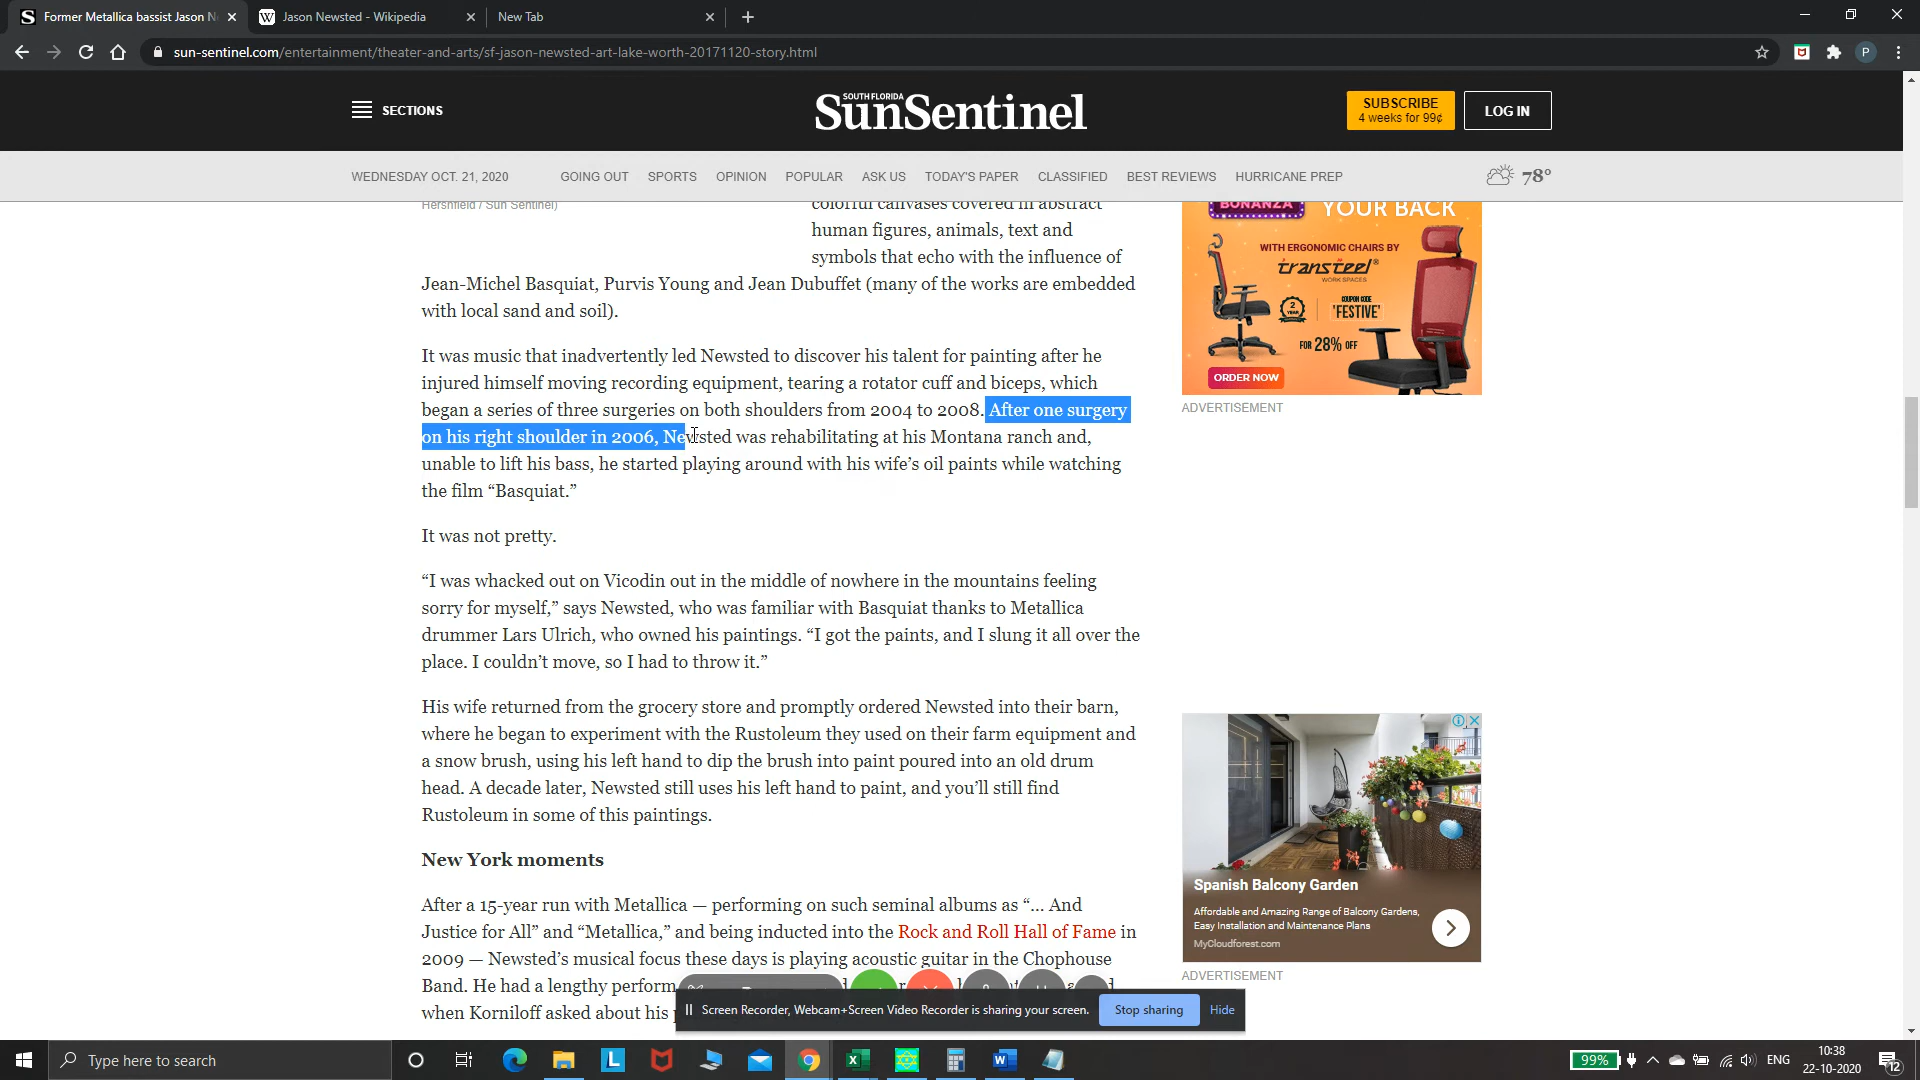 Former Metallica bassist Jason N
Jason Newsted - Wikipedia
New Tab
sun-sentinel.com/entertainment/theater-and-arts/sf-jason-newsted-art-lake-worth-20171120-story.html
P
SECTIONS
SOUTH FLORIDA
SunSentinel
SUBSCRIBE
4 weeks for 99¢
LOG IN
WEDNESDAY OCT. 21, 2020
GOING OUT SPORTS OPINION POPULAR ASK US TODAY'S PAPER CLASSIFIED BEST REVIEWS HURRICANE PREP
78°
Hershfield / Sun Sentinel)
colorful canvases covered in abstract
human figures, animals, text and
symbols that echo with the influence of
Jean-Michel Basquiat, Purvis Young and Jean Dubuffet (many of the works are embedded
with local sand and soil).
It was music that inadvertently led Newsted to discover his talent for painting after he
injured himself moving recording equipment, tearing a rotator cuff and biceps, which
began a series of three surgeries on both shoulders from 2004 to 2008. After one surgery
on his right shoulder in 2006, Newsted was rehabilitating at his Montana ranch and,
unable to lift his bass, he started playing around with his wife's oil paints while watching
the film “Basquiat.”
It was not pretty.
“I was whacked out on Vicodin out in the middle of nowhere in the mountains feeling
sorry for myself,” says Newsted, who was familiar with Basquiat thanks to Metallica
drummer Lars Ulrich, who owned his paintings. “I got the paints, and I slung it all over the
place. I couldn't move, so I had to throw it.”
His wife returned from the grocery store and promptly ordered Newsted into their barn,
where he began to experiment with the Rustoleum they used on their farm equipment and
a snow brush, using his left hand to dip the brush into paint poured into an old drum
head. A decade later, Newsted still uses his left hand to paint, and you'll still find
Rustoleum in some of this paintings.
New York moments
After a 15-year run with Metallica — performing on such seminal albums as “... And
Justice for All” and “Metallica,” and being inducted into the Rock and Roll Hall of Fame in
2009 — Newsted's musical focus these days is playing acoustic guitar in the Chophouse
Band. He had a lengthy perform
when Korniloff asked about his
BONANZA
YOUR BACK
WITH ERGONOMIC CHAIRS BY
transteel®
WORK SPACES
2 YEAR
COUPON CODE
'FESTIVE'
FOR 28% OFF
ORDER NOW
ADVERTISEMENT
Spanish Balcony Garden
Affordable and Amazing Range of Balcony Gardens,
Easy Installation and Maintenance Plans
MyCloudforest.com
ADVERTISEMENT
Screen Recorder, Webcam+Screen Video Recorder is sharing your screen.
Stop sharing
Hide
Type here to search
99%
ENG
10:38
22-10-2020
12